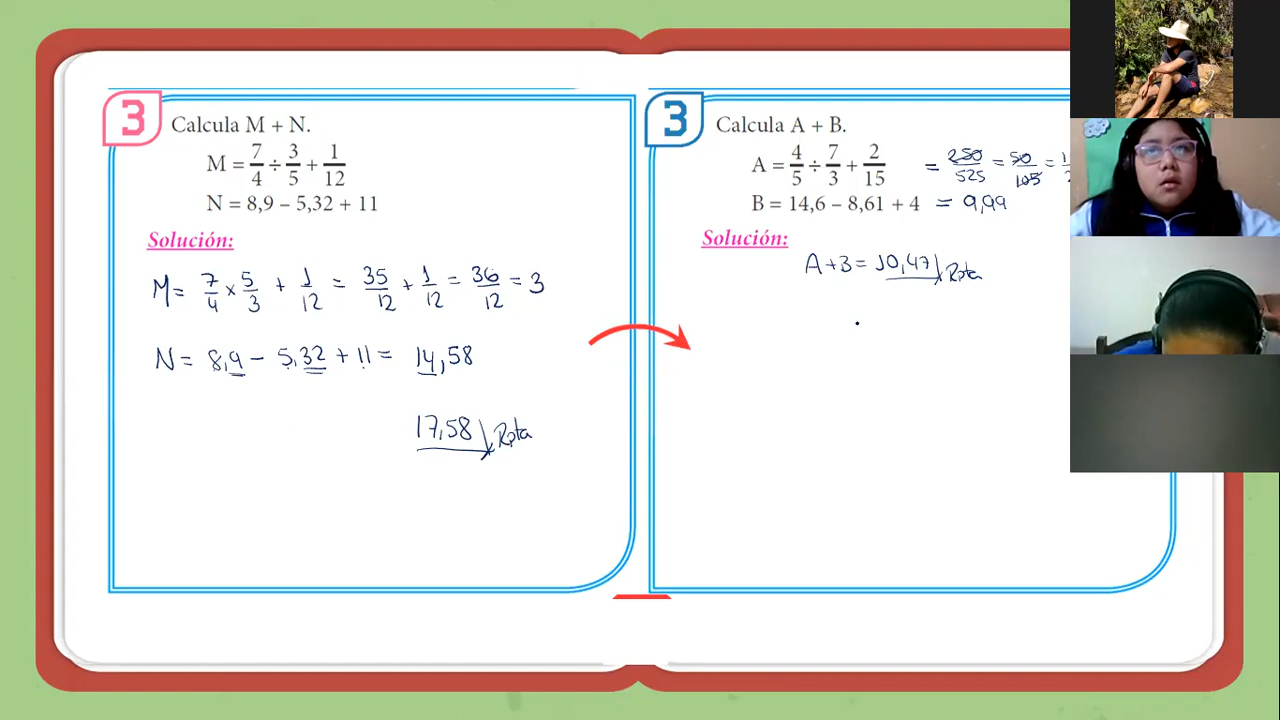 3
Calcula M + N.
M = 7/4 ÷ 3/5 + 1/12
N = 8,9 – 5,32 + 11
Solución:
M = 7/4 × 5/3 + 1/12 = 35/12 + 1/12 = 36/12 = 3
N = 8,9 – 5,32 + 11 = 14,58
17,58 Rpta
3
Calcula A + B.
A = 4/5 ÷ 7/3 + 2/15 = 250/525 = 50/105 =
B = 14,6 – 8,61 + 4 = 9,99
Solución:
A + B = 10,47 Rpta